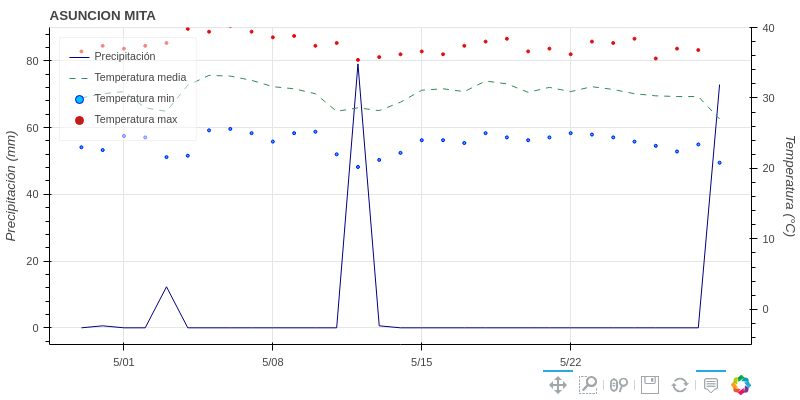 ASUNCION MITA
Precipitación
Temperatura media
Temperatura min
Temperatura max
Precipitación (mm)
80
60
40
20
0
Temperatura (°C)
40
30
20
10
0
5/01
5/08
5/15
5/22